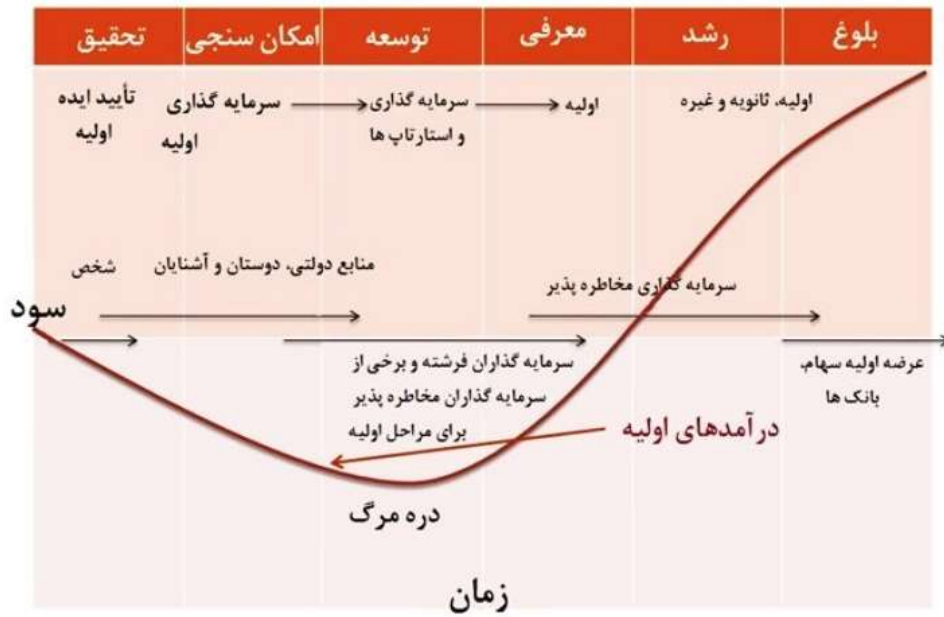 تحقیق
امکان سنجی
توسعه
معرفی
رشد
بلوغ
تأیید ایده
اولیه
سرمایه گذاری
اولیه
سرمایه گذاری
و استارتاپ ها
اولیه
اولیه، ثانویه و غیره
شخص
منابع دولتی، دوستان و آشنایان
سرمایه گذاری مخاطره پذیر
سود
سرمایه گذاران فرشته و برخی از
سرمایه گذاران مخاطره پذیر
برای مراحل اولیه
عرضه اولیه سهام,
بانک ها
درآمدهای اولیه
دره مرگ
زمان